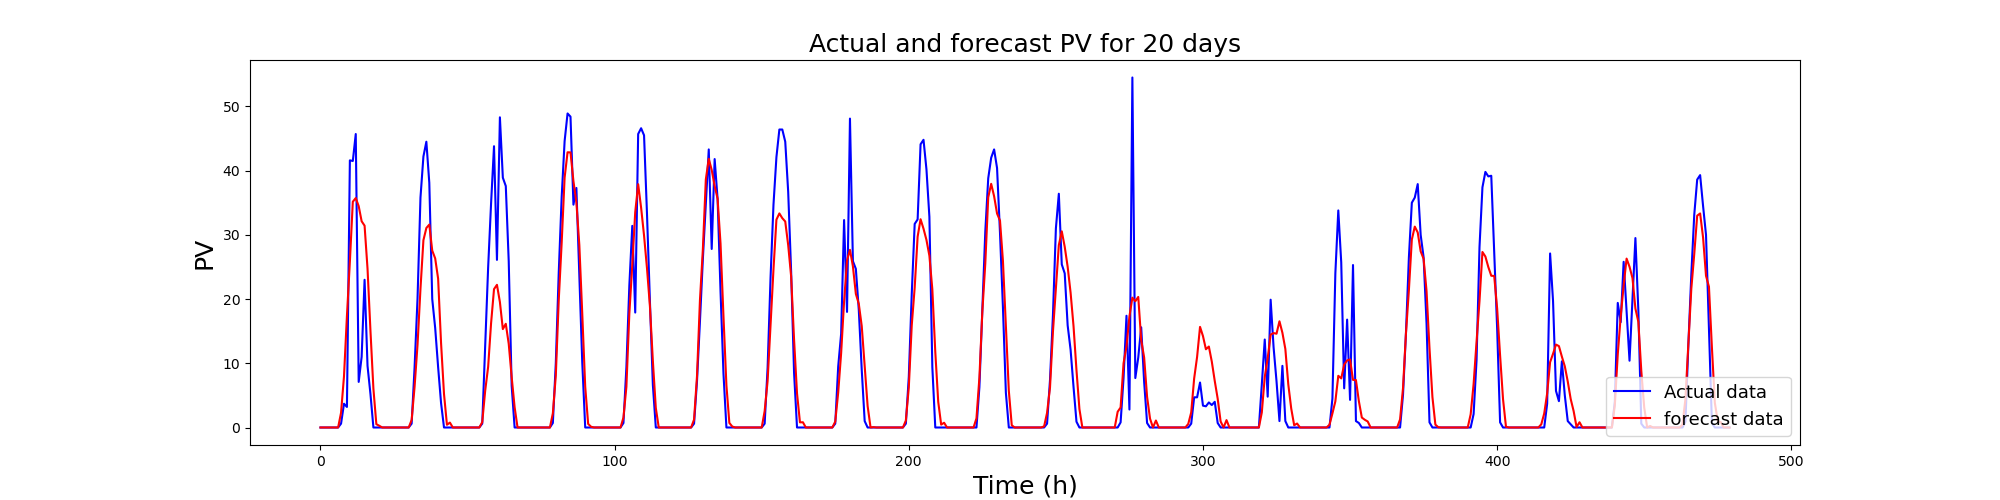 Actual and forecast PV for 20 days
PV
50
40
30
20
10
0
0 100 200 300 400 500
Time (h)
Actual data
forecast data